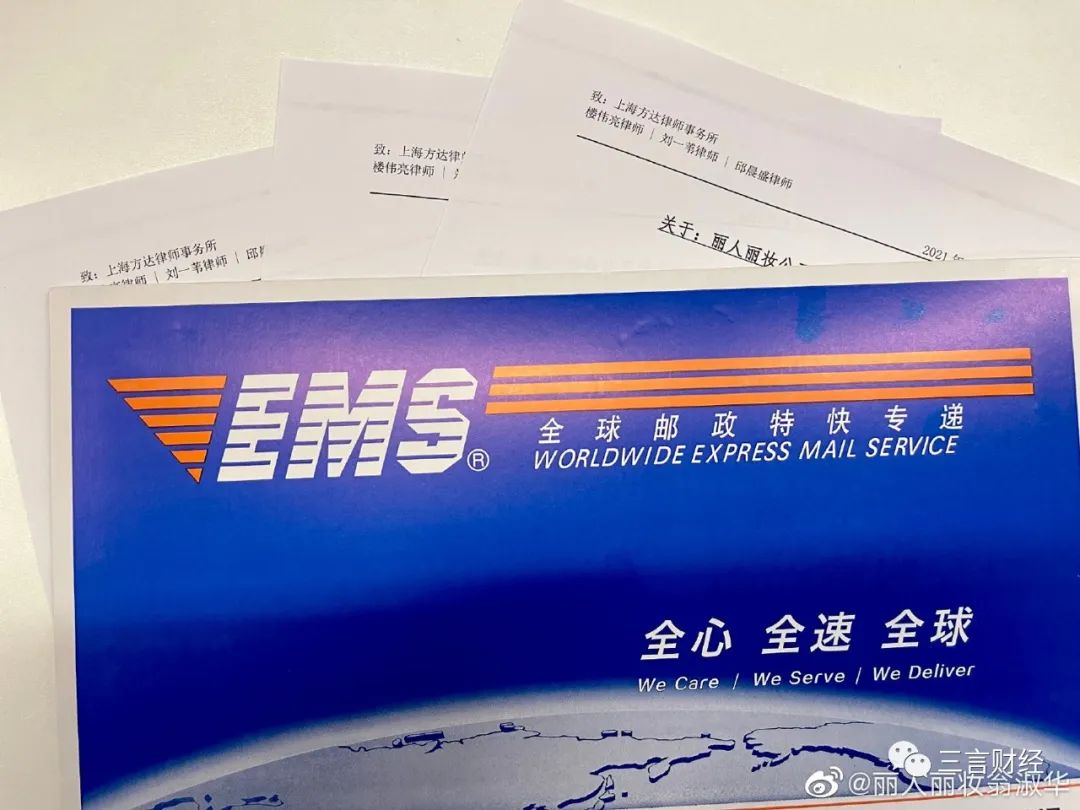 致：上海方达律师事务所
楼伟亮律师 | 刘一苇律师 | 邱晨盛律师
2021 年
关于：丽人丽妆公
致：上海方达律
楼伟亮律师 |
致：上海方达律师事务所
律师 | 刘一苇律师 | 邱
EMS®
全球邮政特快专递
WORLDWIDE EXPRESS MAIL SERVICE
全心 全速 全球
We Care / We Serve / We Deliver
三言财经
@丽人丽妆翁淑华